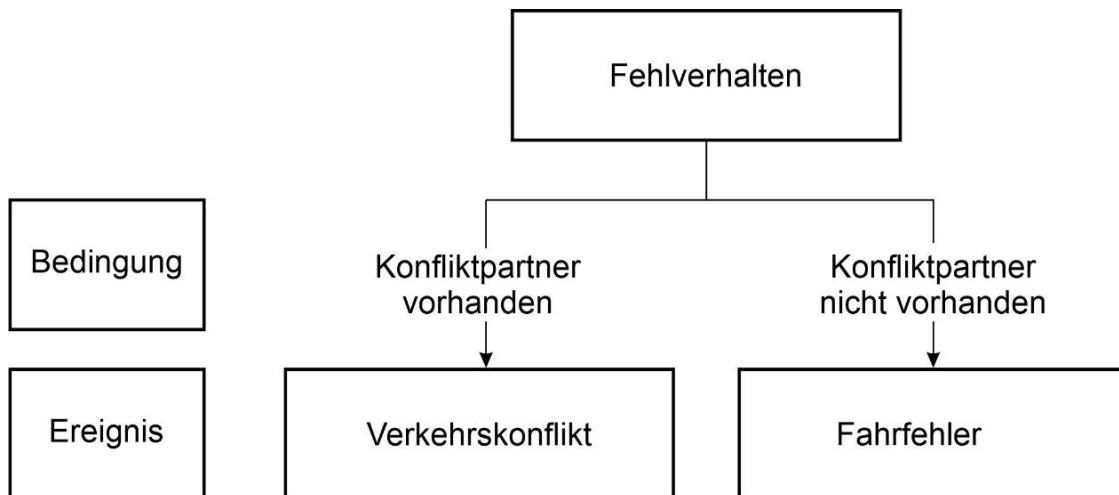 Fehlverhalten
Bedingung
Konfliktpartner
vorhanden
Konfliktpartner
nicht vorhanden
Ereignis
Verkehrskonflikt
Fahrfehler